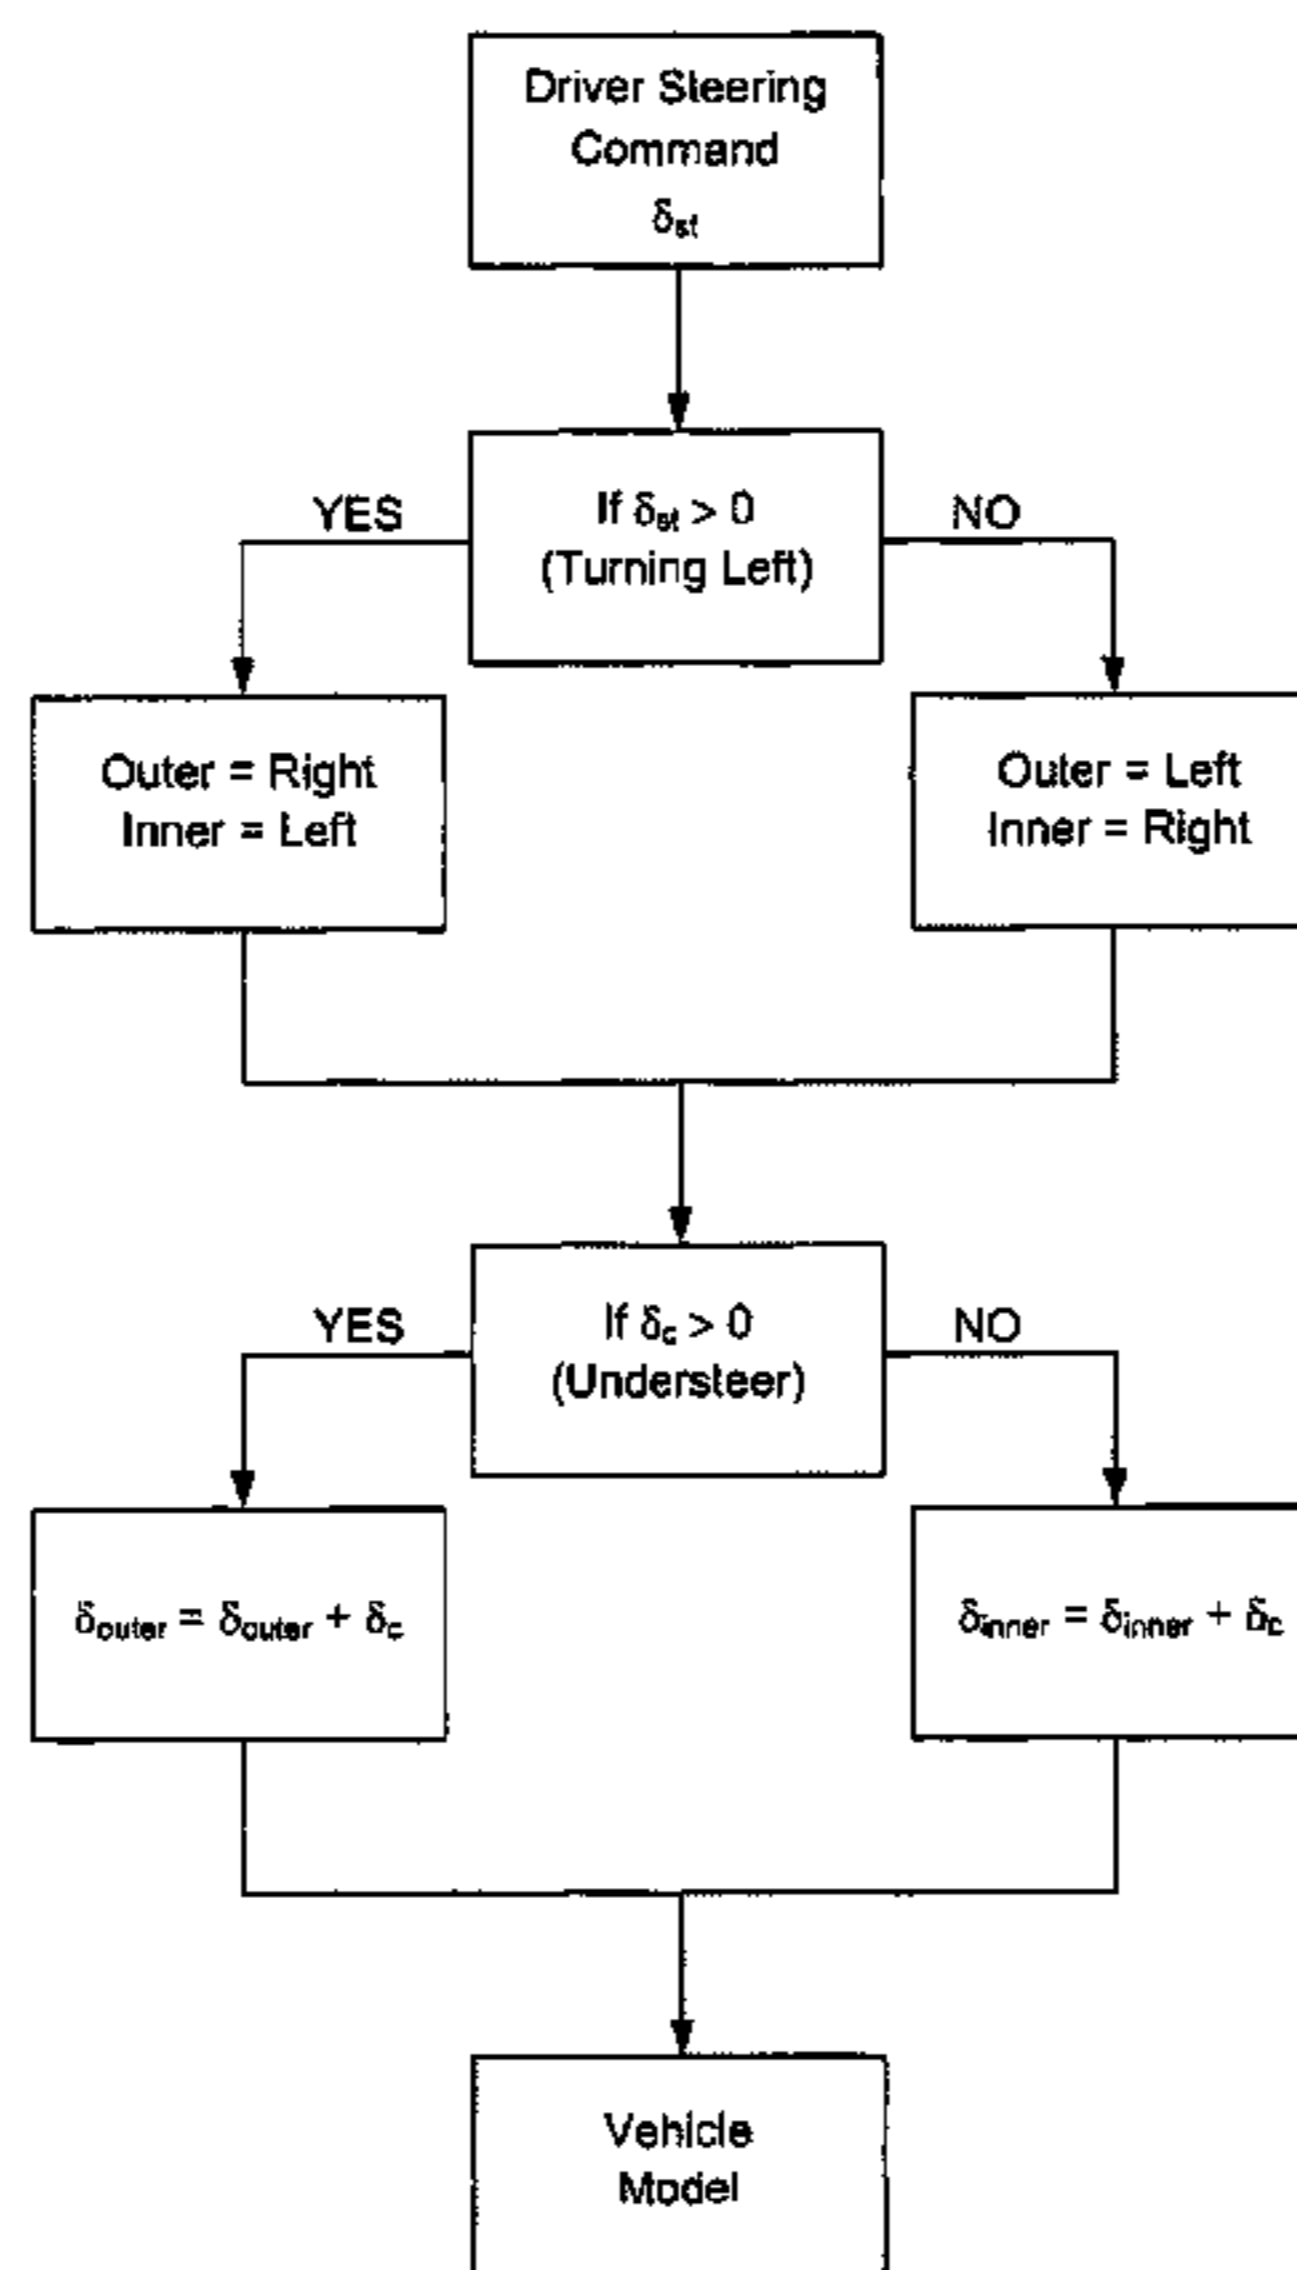 Driver Steering
Command
δst
If δst > 0
(Turning Left)
YES
NO
Outer = Right
Inner = Left
Outer = Left
Inner = Right
If δc > 0
(Understeer)
YES
NO
δouter = δouter + δc
δinner = δinner + δc
Vehicle
Model